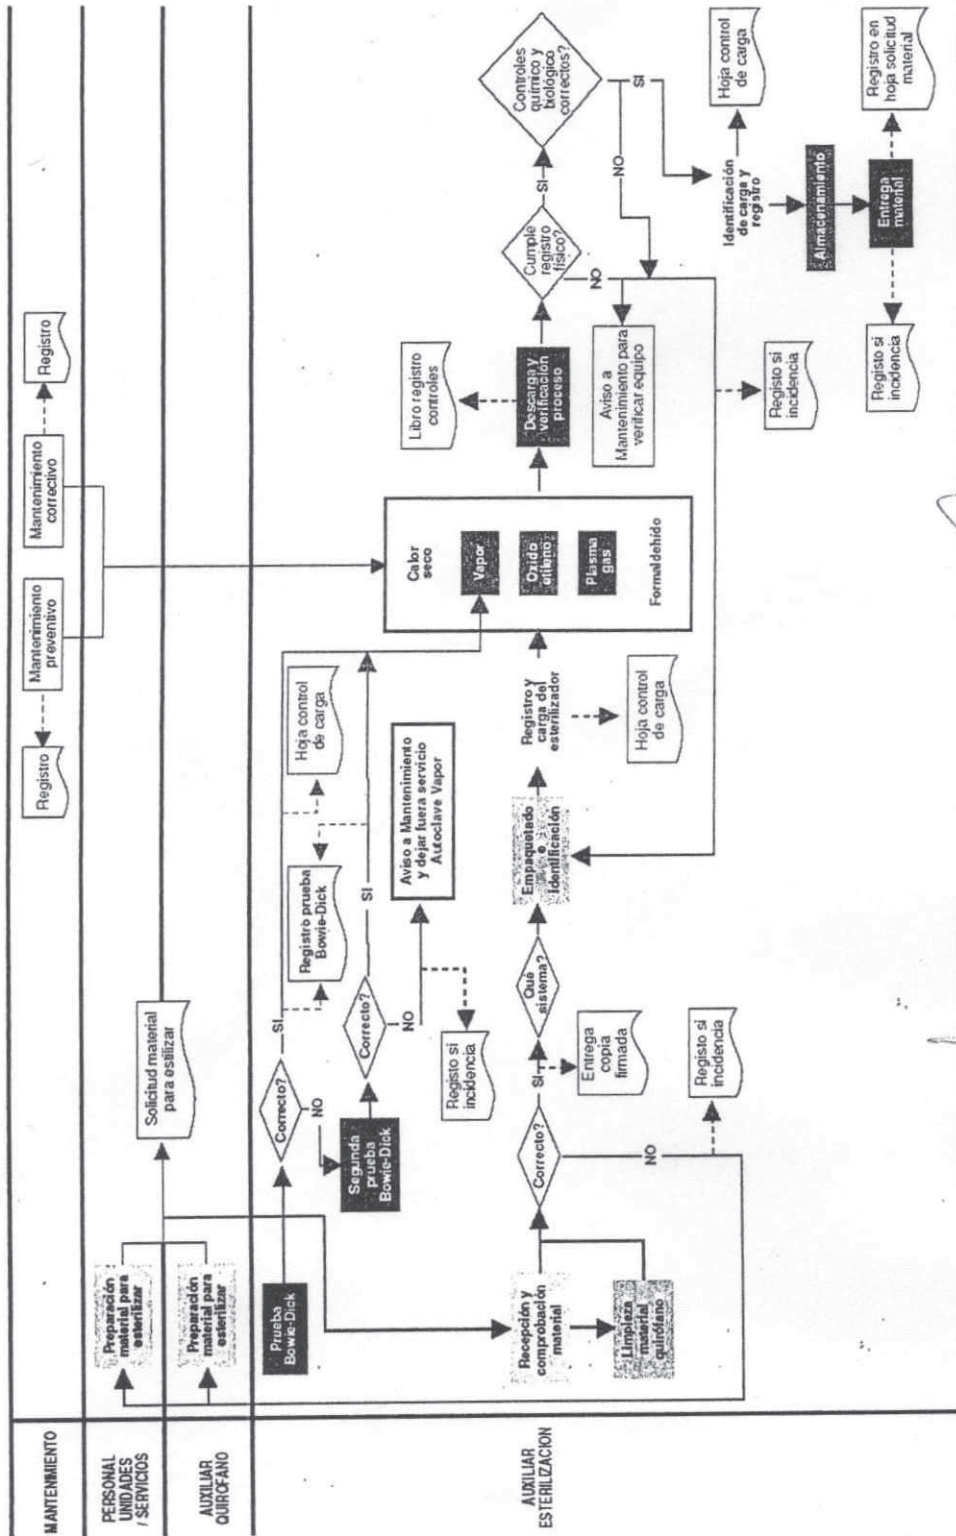 MANTENIMIENTO
Registro
Mantenimiento
preventivo
Mantenimiento
correctivo
Registro
PERSONAL
UNIDADES
/ SERVICIOS
Preparación
material para
esterilizar
Solicitud material
para estilizar
AUXILIAR
QUIROFANO
Preparación
material para
esterilizar
AUXILIAR
ESTERILIZACION
Prueba
Bowie-Dick
Correcto?
SI
NO
Registro prueba
Bowie-Dick
Hoja control
de carga
Segunda
prueba
Bowie-Dick
Correcto?
SI
NO
Registo si
incidencia
Aviso a Mantenimiento
y dejar fuera servicio
Autoclave Vapor
Calor
seco
Vapor
Oxido
etileno
Plasma
gas
Formaldehido
Recepción y
comprobación
material
Limpieza
material
quirófano
Correcto?
SI
NO
Entrega
copia
firmada
Registo si
incidencia
Qué
sistema?
Empaquetado
e
Identificación
Registro y
carga del
esterilizador
Hoja control
de carga
Libro registro
controles
Descarga y
verificación
proceso
Cumple
registro
físico?
SI
NO
Controles
químico y
biológico
correctos?
NO
SI
Aviso a
Mantenimiento para
verificar equipo
Registo si
incidencia
Identificación
de carga y
registro
Hoja control
de carga
Almacenamiento
Entrega
material
Registo si
incidencia
Registro en
hoja solicitud
material